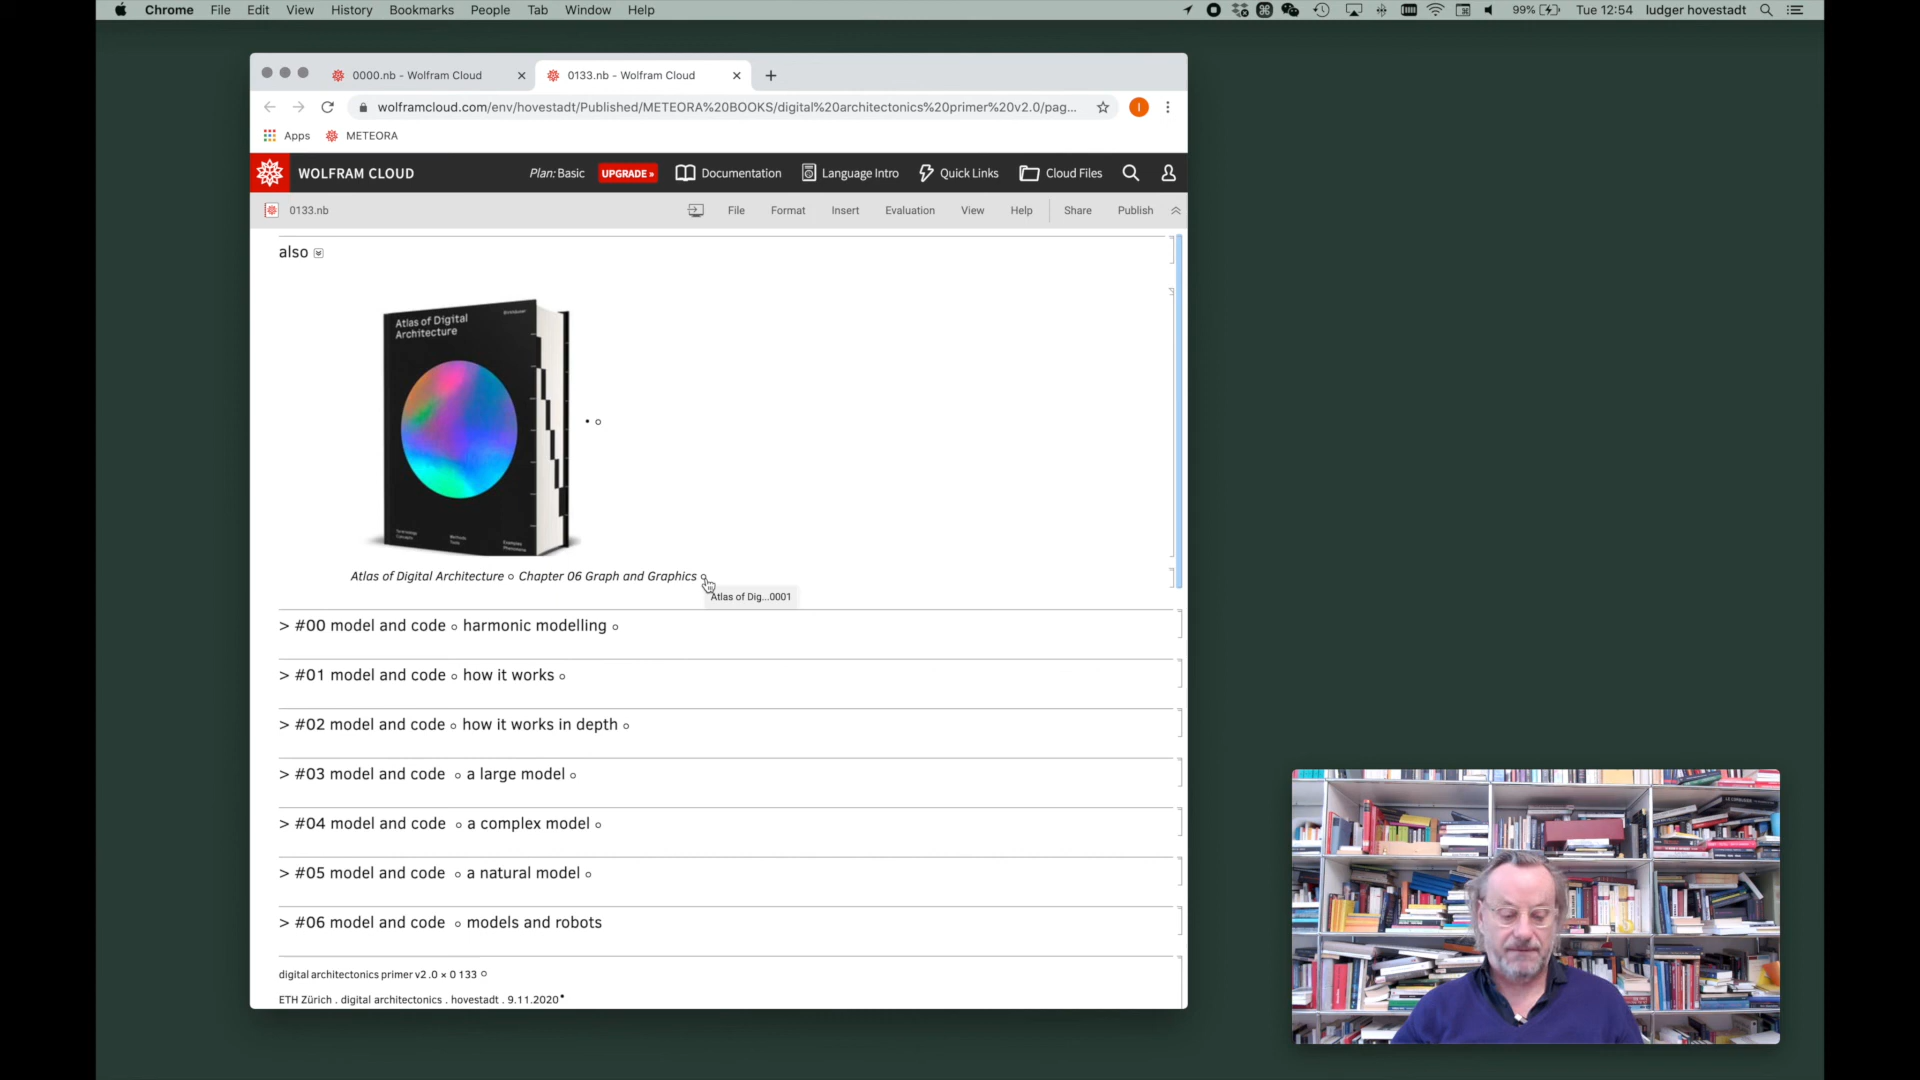 Chrome File Edit View History Bookmarks People Tab Window Help
99% Tue 12:54 ludger hovestadt
0000.nb - Wolfram Cloud
0133.nb - Wolfram Cloud
wolframcloud.com/env/hovestadt/Published/METEORA%20BOOKS/digital%20architectonics%20primer%20v2.0/pag...
I
Apps METEORA
WOLFRAM CLOUD
Plan: Basic UPGRADE » Documentation Language Intro Quick Links Cloud Files
0133.nb
File Format Insert Evaluation View Help Share Publish
also
Atlas of Digital
Architecture
Birkhäuser
Atlas of Digital Architecture ○ Chapter 06 Graph and Graphics ○
Atlas of Dig...0001
> #00 model and code ○ harmonic modelling ○
> #01 model and code ○ how it works ○
> #02 model and code ○ how it works in depth ○
> #03 model and code ○ a large model ○
> #04 model and code ○ a complex model ○
> #05 model and code ○ a natural model ○
> #06 model and code ○ models and robots
digital architectonics primer v2 .0 × 0 133 ○
ETH Zürich . digital architectonics . hovestadt . 9.11.2020•